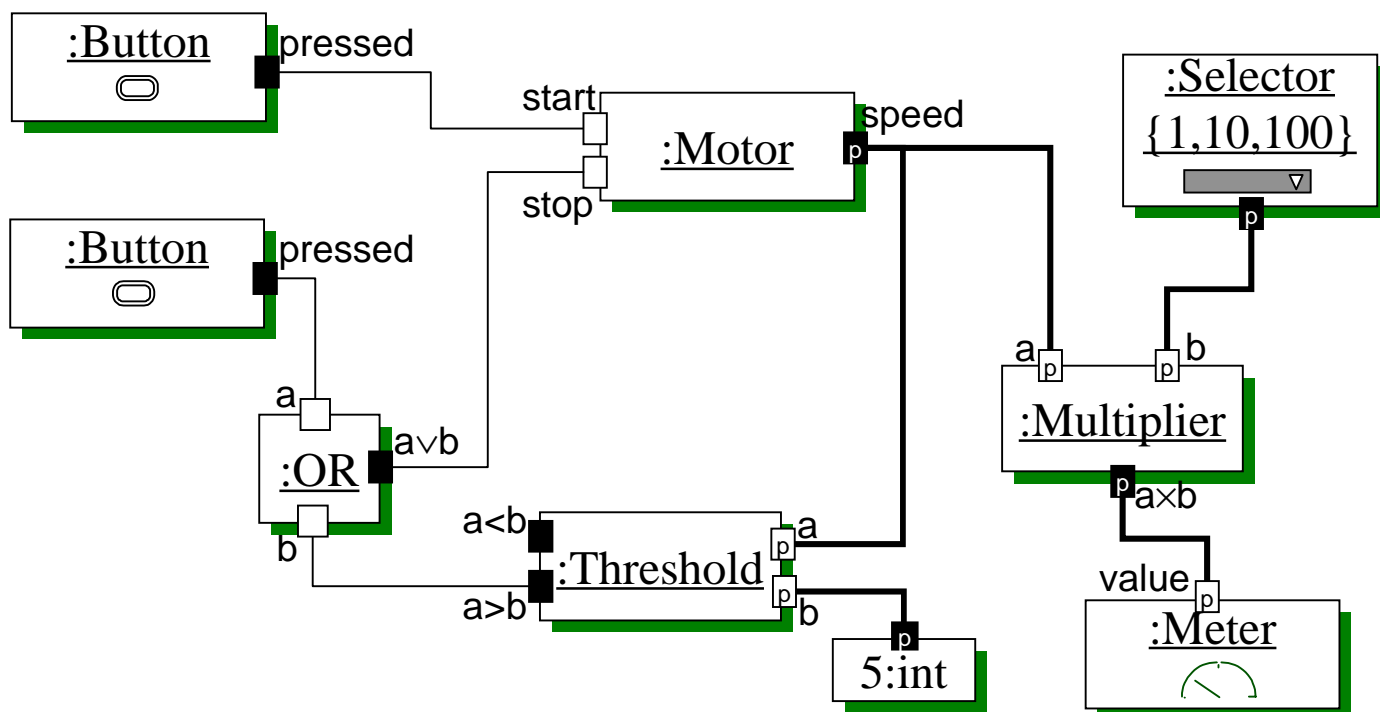 :Button
pressed
:Selector
{1,10,100}
p
start
:Motor
speed
p
stop
:Button
pressed
a
p
b
p
:Multiplier
p
a×b
a
:OR
a∨b
b
a<b
:Threshold
a>b
a
p
p
b
p
5:int
value
p
:Meter